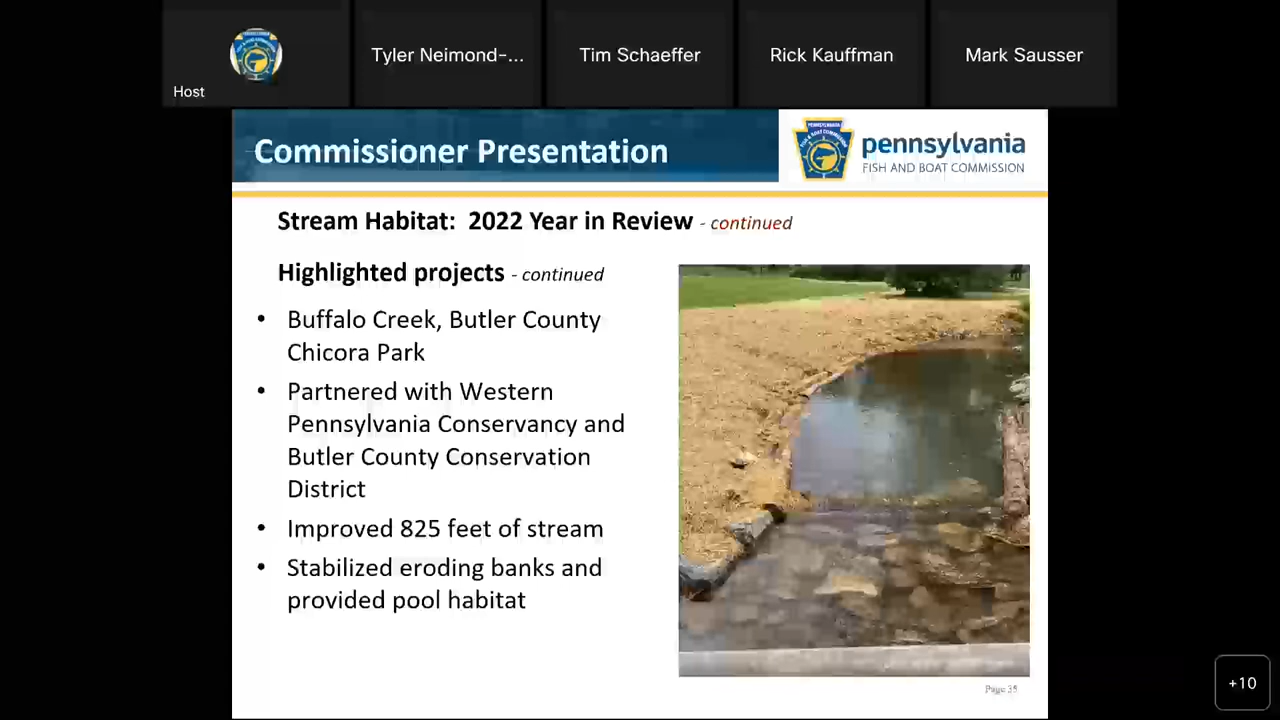 Host
Tyler Neimond-...
Tim Schaeffer
Rick Kauffman
Mark Sausser
Commissioner Presentation
pennsylvania
FISH AND BOAT COMMISSION
Stream Habitat: 2022 Year in Review - continued
Highlighted projects - continued
• Buffalo Creek, Butler County
Chicora Park
• Partnered with Western
Pennsylvania Conservancy and
Butler County Conservation
District
• Improved 825 feet of stream
• Stabilized eroding banks and
provided pool habitat
Page 35
+10